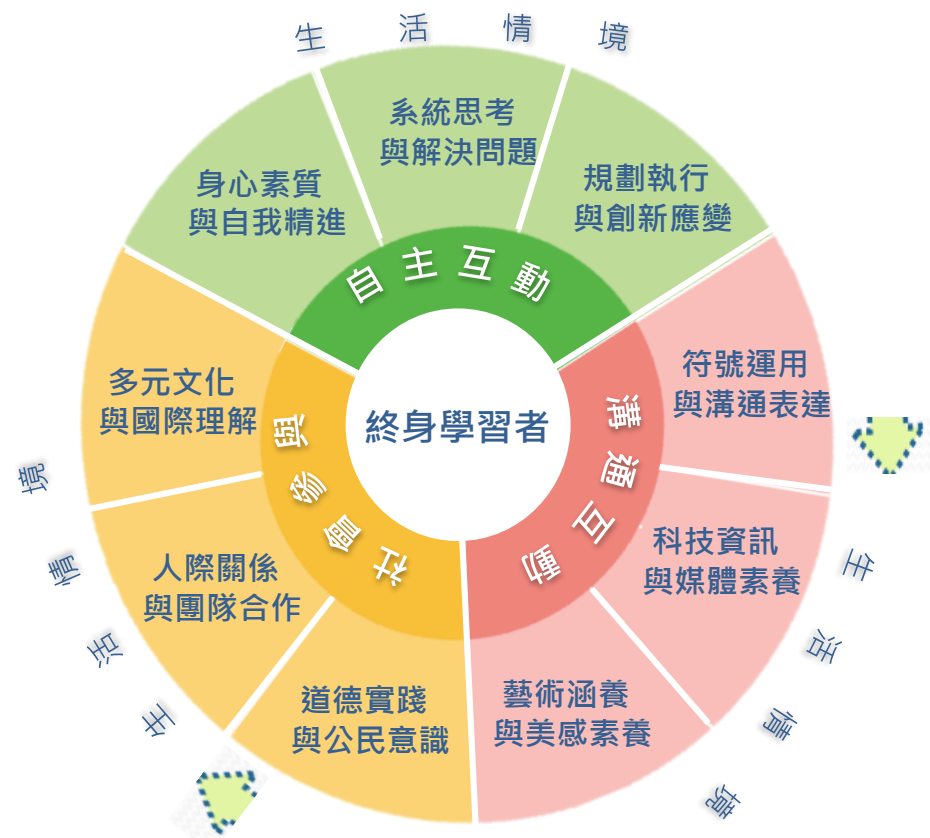 生活情境
系統思考
與解決問題
身心素質
與自我精進
規劃執行
與創新應變
自主互動
符號運用
與溝通表達
多元文化
與國際理解
終身學習者
溝通互動
社會參與
科技資訊
與媒體素養
人際關係
與團隊合作
藝術涵養
與美感素養
道德實踐
與公民意識
生活情境
生活情境